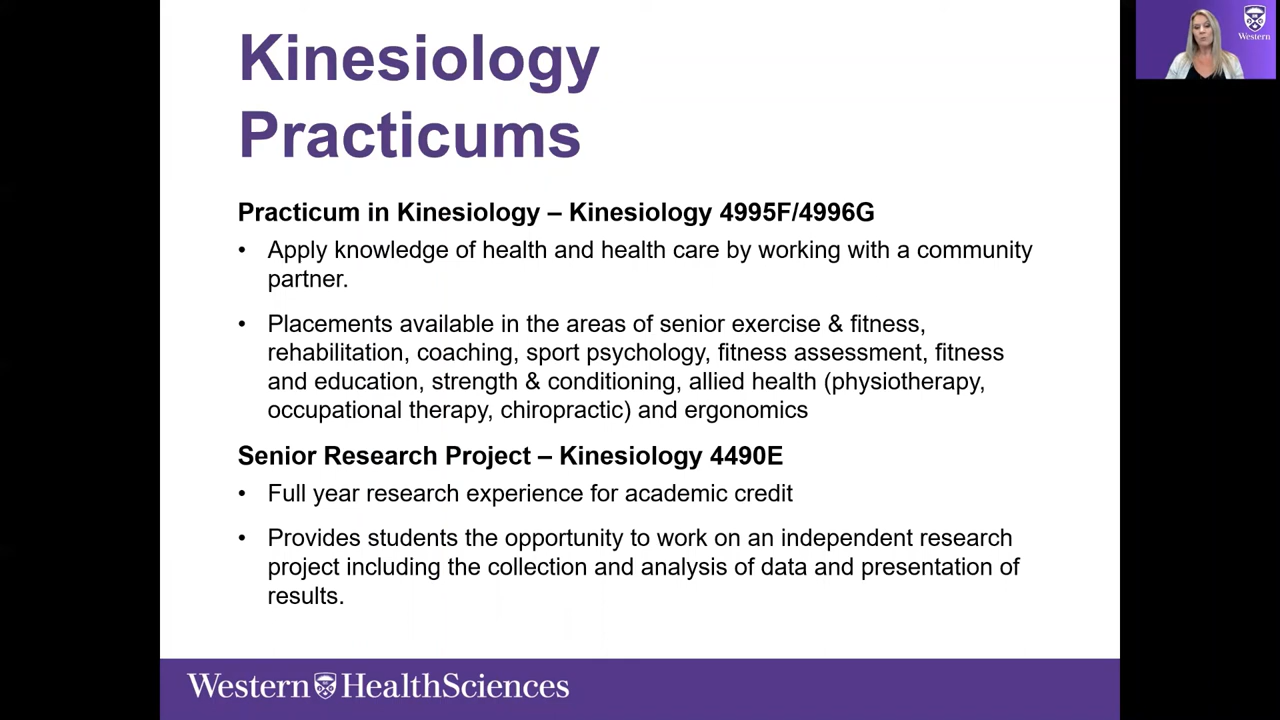 Kinesiology
Practicums
Practicum in Kinesiology – Kinesiology 4995F/4996G
• Apply knowledge of health and health care by working with a community
partner.
• Placements available in the areas of senior exercise & fitness,
rehabilitation, coaching, sport psychology, fitness assessment, fitness
and education, strength & conditioning, allied health (physiotherapy,
occupational therapy, chiropractic) and ergonomics
Senior Research Project – Kinesiology 4490E
• Full year research experience for academic credit
• Provides students the opportunity to work on an independent research
project including the collection and analysis of data and presentation of
results.
Western HealthSciences
Western